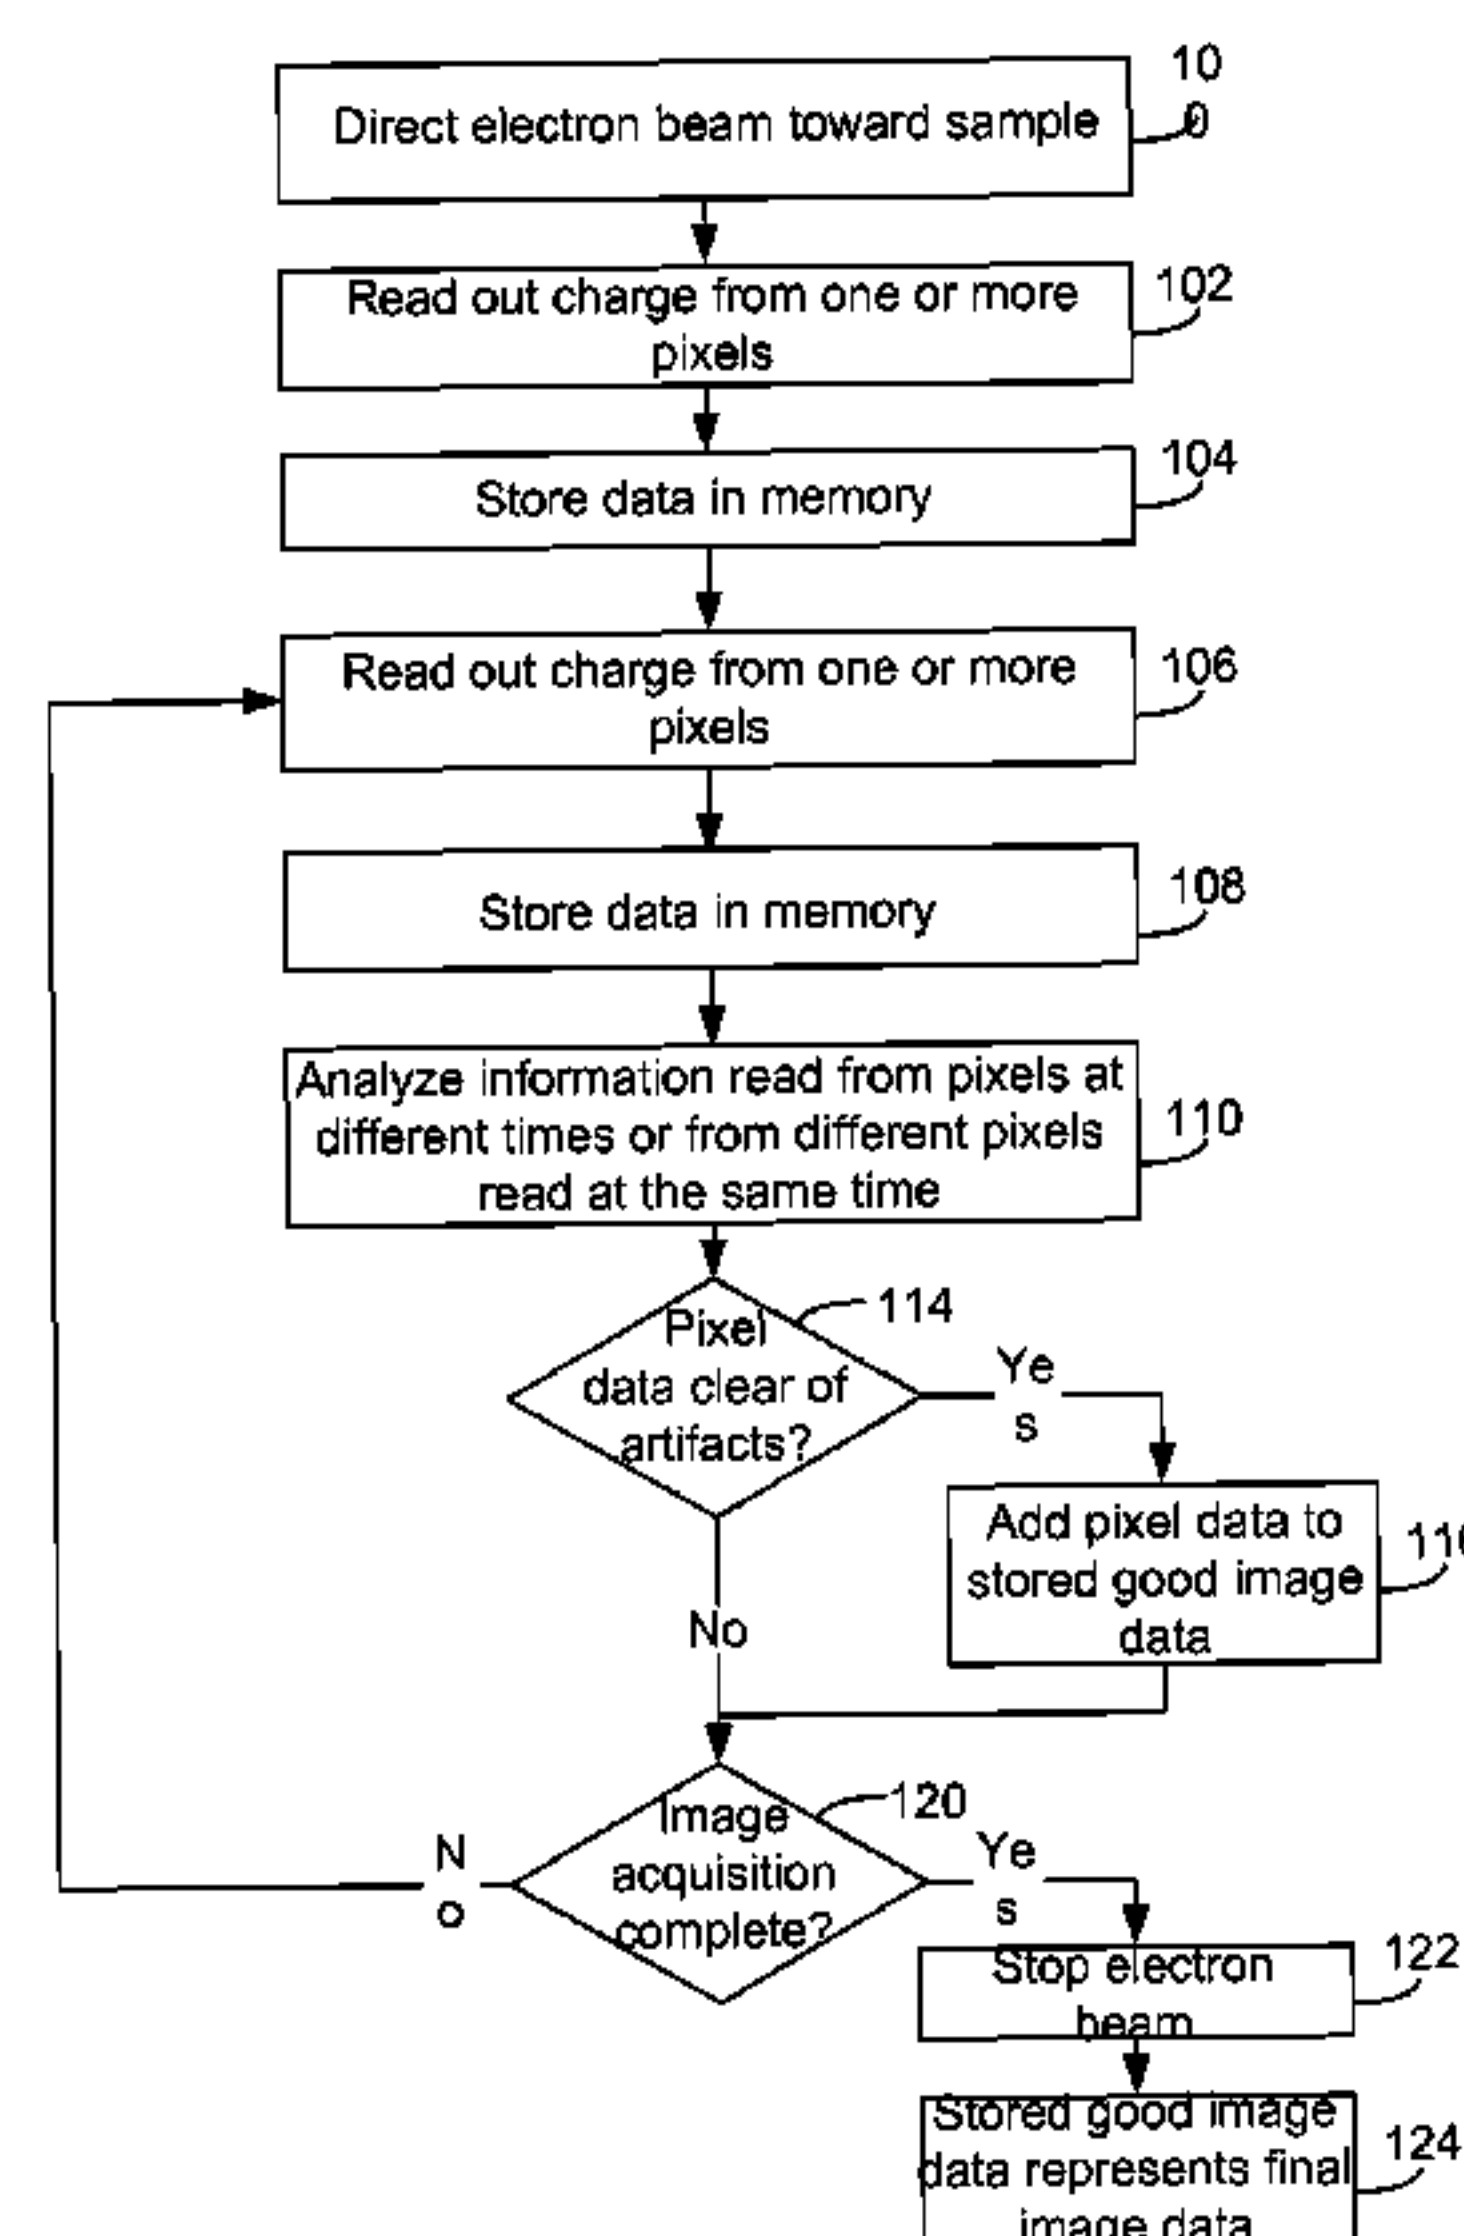 10
0
Direct electron beam toward sample
Read out charge from one or more
pixels
102
Store data in memory
104
Read out charge from one or more
pixels
106
Store data in memory
108
Analyze information read from pixels at
different times or from different pixels
read at the same time
110
Pixel
data clear of
artifacts?
114
Ye
s
Add pixel data to
stored good image
data
No
Image
acquisition
complete?
120
N
o
Ye
s
Stop electron
beam
122
Stored good image
data represents final
image data
124